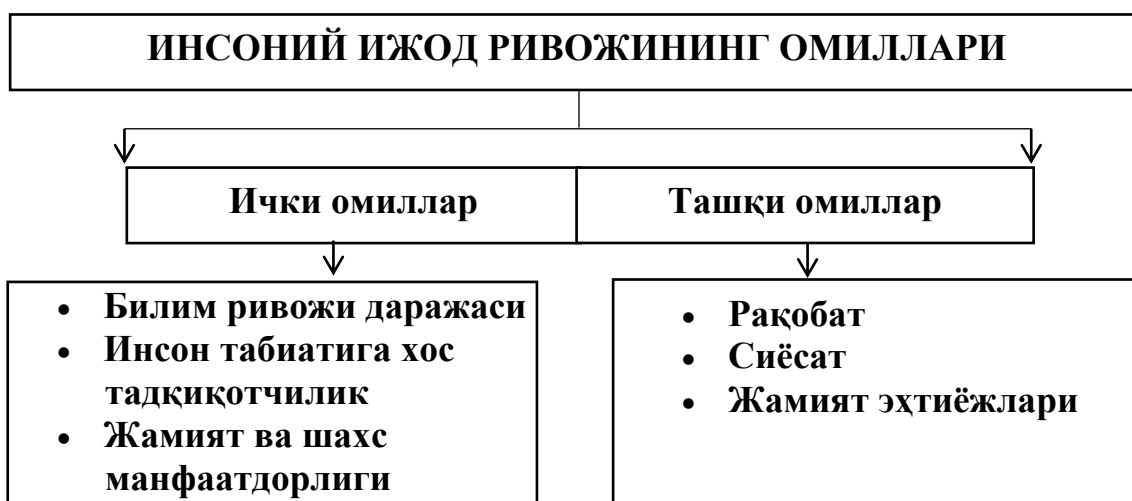 ИНСОНИЙ ИЖОД РИВОЖИНИНГ ОМИЛЛАРИ
Ички омиллар
Ташқи омиллар
• Билим ривожи даражаси
• Инсон табиатига хос
тадқиқотчилик
• Жамият ва шахс
манфаатдорлиги
• Рақобат
• Сиёсат
• Жамият эҳтиёжлари